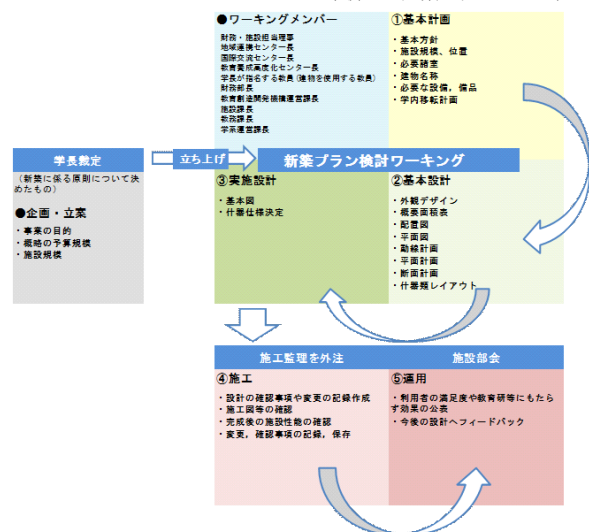 ●ワーキングメンバー
財務・施設担当理事
地域連携センター長
国際交流センター長
教育養成高度化センター長
学長が指名する教員(建物を使用する教員)
財務部長
教育創造開発機構運営課長
施設課長
教務課長
学系運営課長
①基本計画
・基本方針
・施設規模、位置
・必要諸室
・建物名称
・必要な設備，備品
・学内移転計画
学長裁定
立ち上げ
新築プラン検討ワーキング
（新築に係る原則について決
めたもの）
●企画・立案
・事業の目的
・概略の予算規模
・施設規模
③実施設計
・基本図
・什器仕様決定
②基本設計
・外観デザイン
・概要面積表
・配置図
・平面図
・動線計画
・平面計画
・断面計画
・什器類レイアウト
施工監理を外注
施設部会
④施工
・設計の確認事項や変更の記録作成
・施工図等の確認
・完成後の施設性能の確認
・変更，確認事項の記録，保存
⑤運用
・利用者の満足度や教育研等にもたら
す効果の公表
・今後の設計へフィードバック